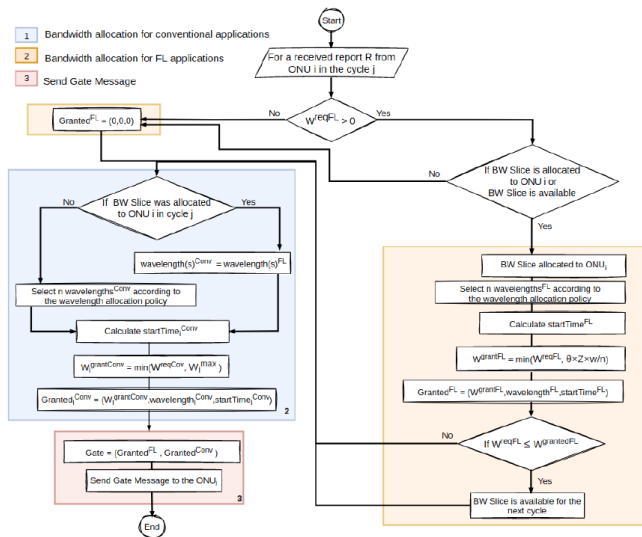 1 Bandwidth allocation for conventional applications
2 Bandwidth allocation for FL applications
3 Send Gate Message
Start
For a received report R from
ONU i in the cycle j
W^reqFL > 0
No
Yes
Granted^FL = (0,0,0)
If BW Slice is allocated
to ONU i or
BW Slice is available
No
Yes
If BW Slice was allocated
to ONU i in cycle j
No
Yes
wavelength(s)^Conv = wavelength(s)^FL
Select n wavelengths^Conv according to
the wavelength allocation policy
Calculate startTime_i^Conv
W_i^grantConv = min(W^reqCov, W_i^max)
Granted_i^Conv = (W_i^grantConv,wavelength_i^Conv,startTime_i^Conv)
2
BW Slice allocated to ONU_i
Select n wavelengths^FL according to
the wavelength allocation policy
Calculate startTime^FL
W^grantFL = min(W^reqFL, θ×Z×w/n)
Granted^FL = (W^grantFL,wavelength^FL,startTime^FL)
If W^reqFL ≤ W^grantedFL
No
Yes
BW Slice is available for the
next cycle
Gate = (Granted^FL , Granted^Conv )
Send Gate Message to the ONU_i
3
End